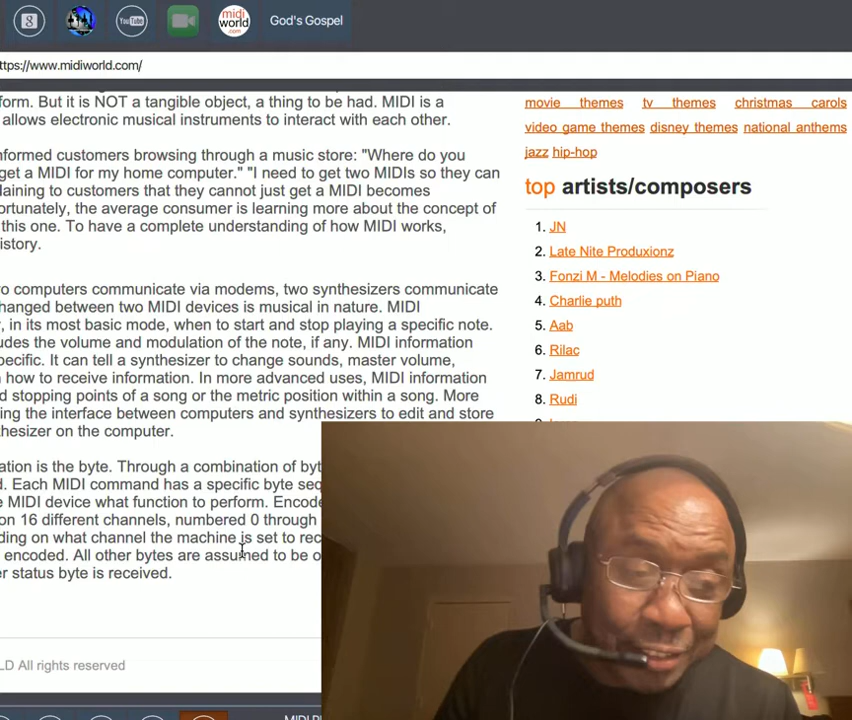 g
YouTube
midi
world
.com
God's Gospel
ttps://www.midiworld.com/
form. But it is NOT a tangible object, a thing to be had. MIDI is a
allows electronic musical instruments to interact with each other.
nformed customers browsing through a music store: "Where do you
get a MIDI for my home computer." "I need to get two MIDIs so they can
laining to customers that they cannot just get a MIDI becomes
ortunately, the average consumer is learning more about the concept of
this one. To have a complete understanding of how MIDI works,
istory.
vo computers communicate via modems, two synthesizers communicate
hanged between two MIDI devices is musical in nature. MIDI
, in its most basic mode, when to start and stop playing a specific note.
udes the volume and modulation of the note, if any. MIDI information
pecific. It can tell a synthesizer to change sounds, master volume,
how to receive information. In more advanced uses, MIDI information
d stopping points of a song or the metric position within a song. More
ing the interface between computers and synthesizers to edit and store
hesizer on the computer.
ation is the byte. Through a combination of byt
d. Each MIDI command has a specific byte seq
e MIDI device what function to perform. Encode
on 16 different channels, numbered 0 through
ding on what channel the machine is set to rec
encoded. All other bytes are assumed to be o
er status byte is received.
LD All rights reserved
movie themes tv themes christmas carols
video game themes disney themes national anthems
jazz hip-hop
top artists/composers
1. JN
2. Late Nite Produxionz
3. Fonzi M - Melodies on Piano
4. Charlie puth
5. Aab
6. Rilac
7. Jamrud
8. Rudi